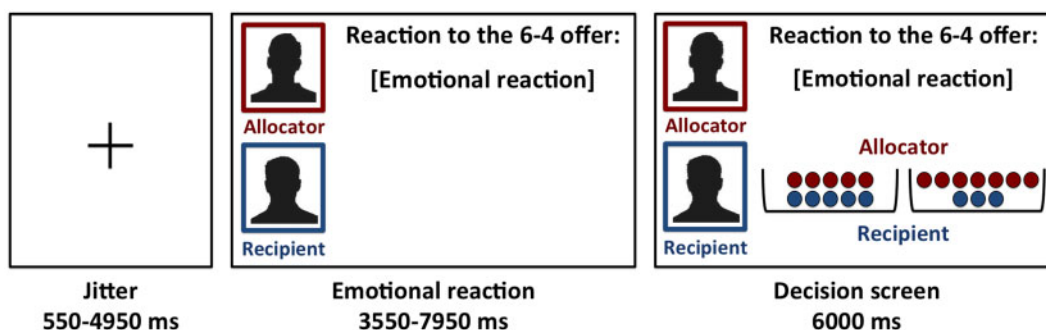 Reaction to the 6-4 offer:
[Emotional reaction]
Allocator
Recipient
Reaction to the 6-4 offer:
[Emotional reaction]
Allocator
Allocator
Recipient
Recipient
Jitter
550-4950 ms
Emotional reaction
3550-7950 ms
Decision screen
6000 ms